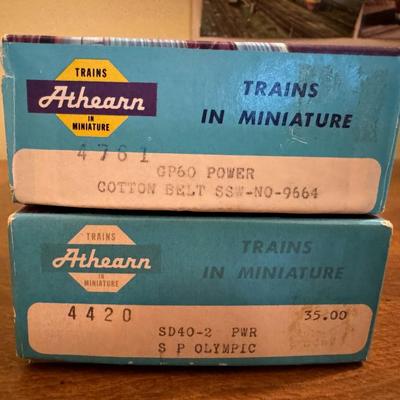 TRAINS
Athearn
IN
MINIATURE
TRAINS
IN MINIATURE
4761
GP60 POWER
COTTON BELT SSW-NO-9664
TRAINS
Athearn
IN
MINIATURE
TRAINS
IN MINIATURE
4420
35.00
SD40-2 PWR
S P OLYMPIC